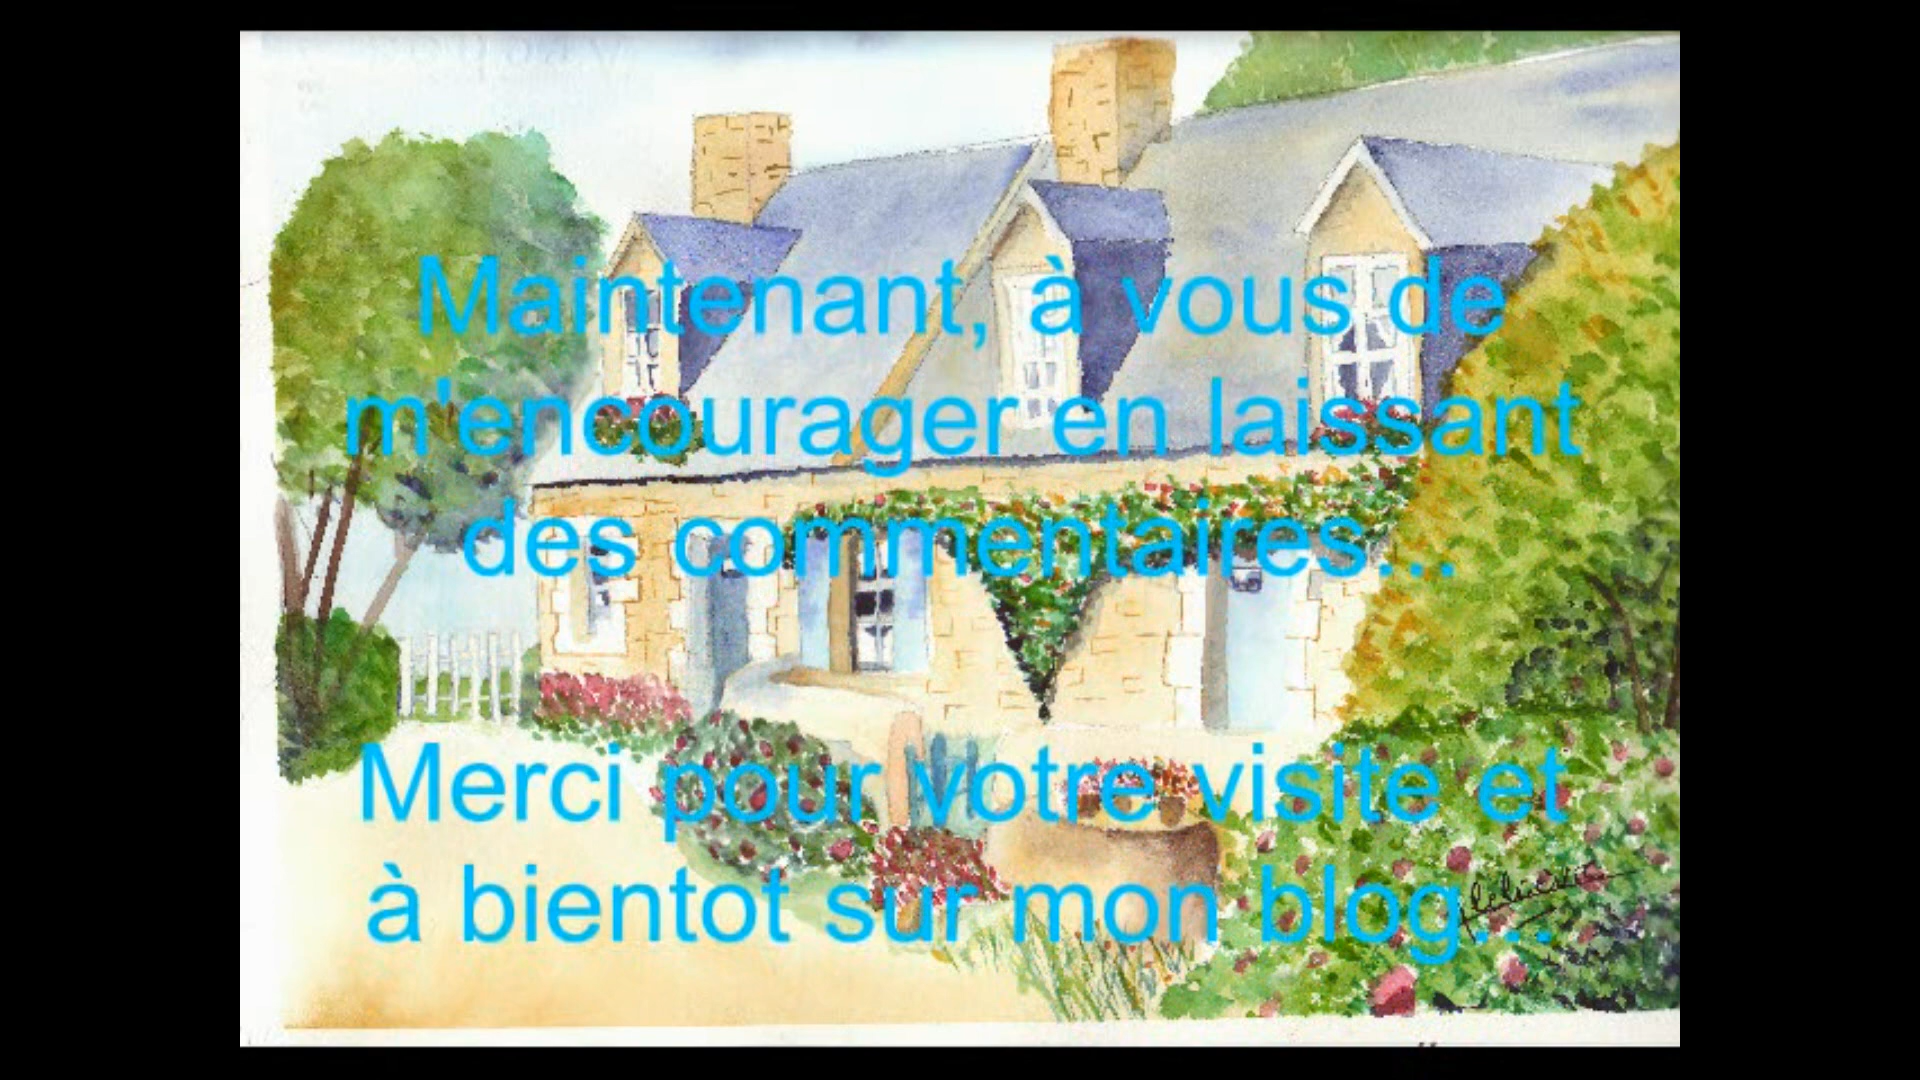 Maintenant, à vous de
m'encourager en laissant
des commentaires...
Merci pour votre visite et
à bientot sur mon blog...